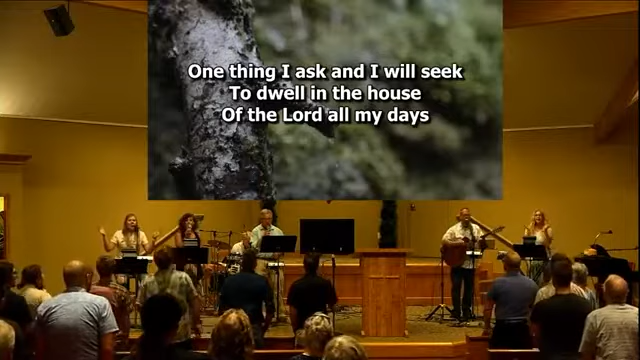 One thing I ask and I will seek
To dwell in the house
Of the Lord all my days